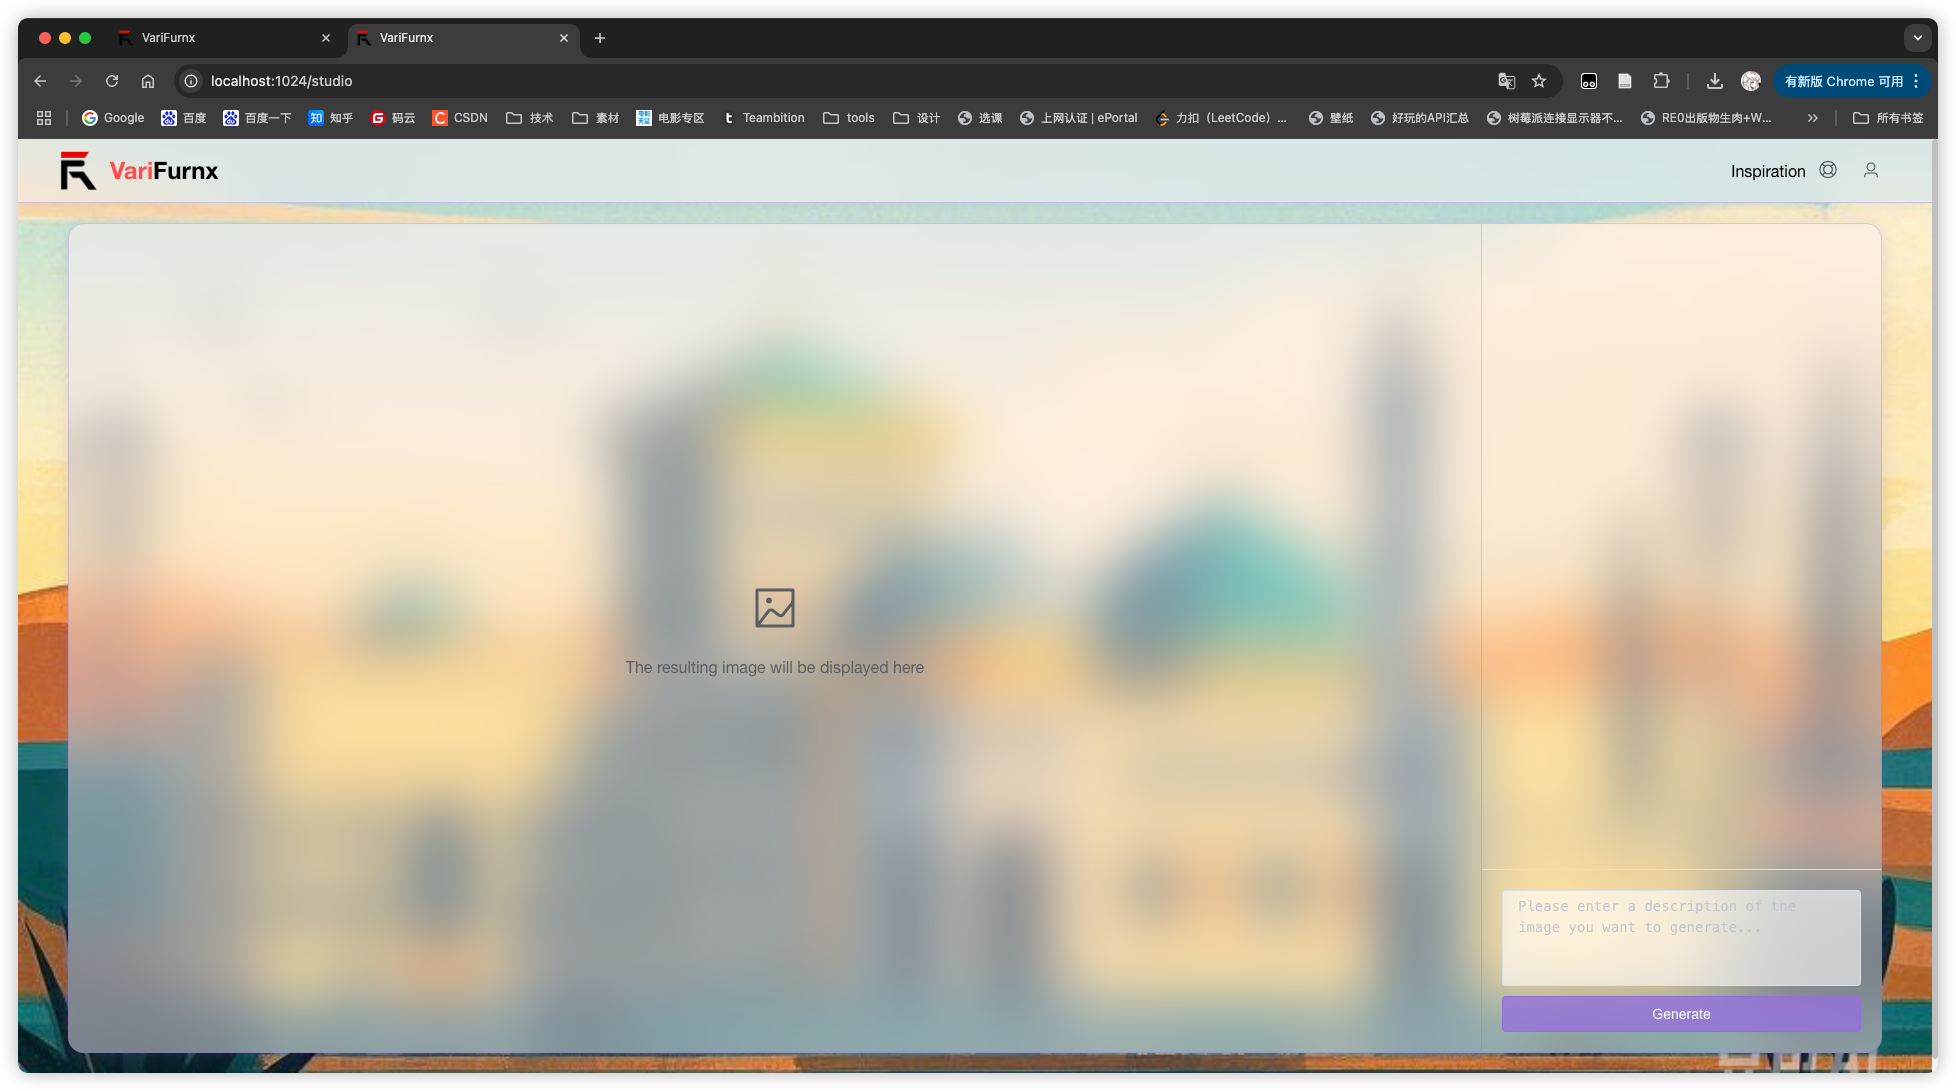 VariFurnx
VariFurnx
localhost:1024/studio
有新版 Chrome 可用
Google
百度
百度一下
知乎
码云
CSDN
技术
素材
电影专区
Teambition
tools
设计
选课
上网认证 | ePortal
力扣（LeetCode）...
壁纸
好玩的API汇总
树莓派连接显示器不...
RE0出版物生肉+W...
所有书签
VariFurnx
Inspiration
The resulting image will be displayed here
Please enter a description of the
image you want to generate...
Generate